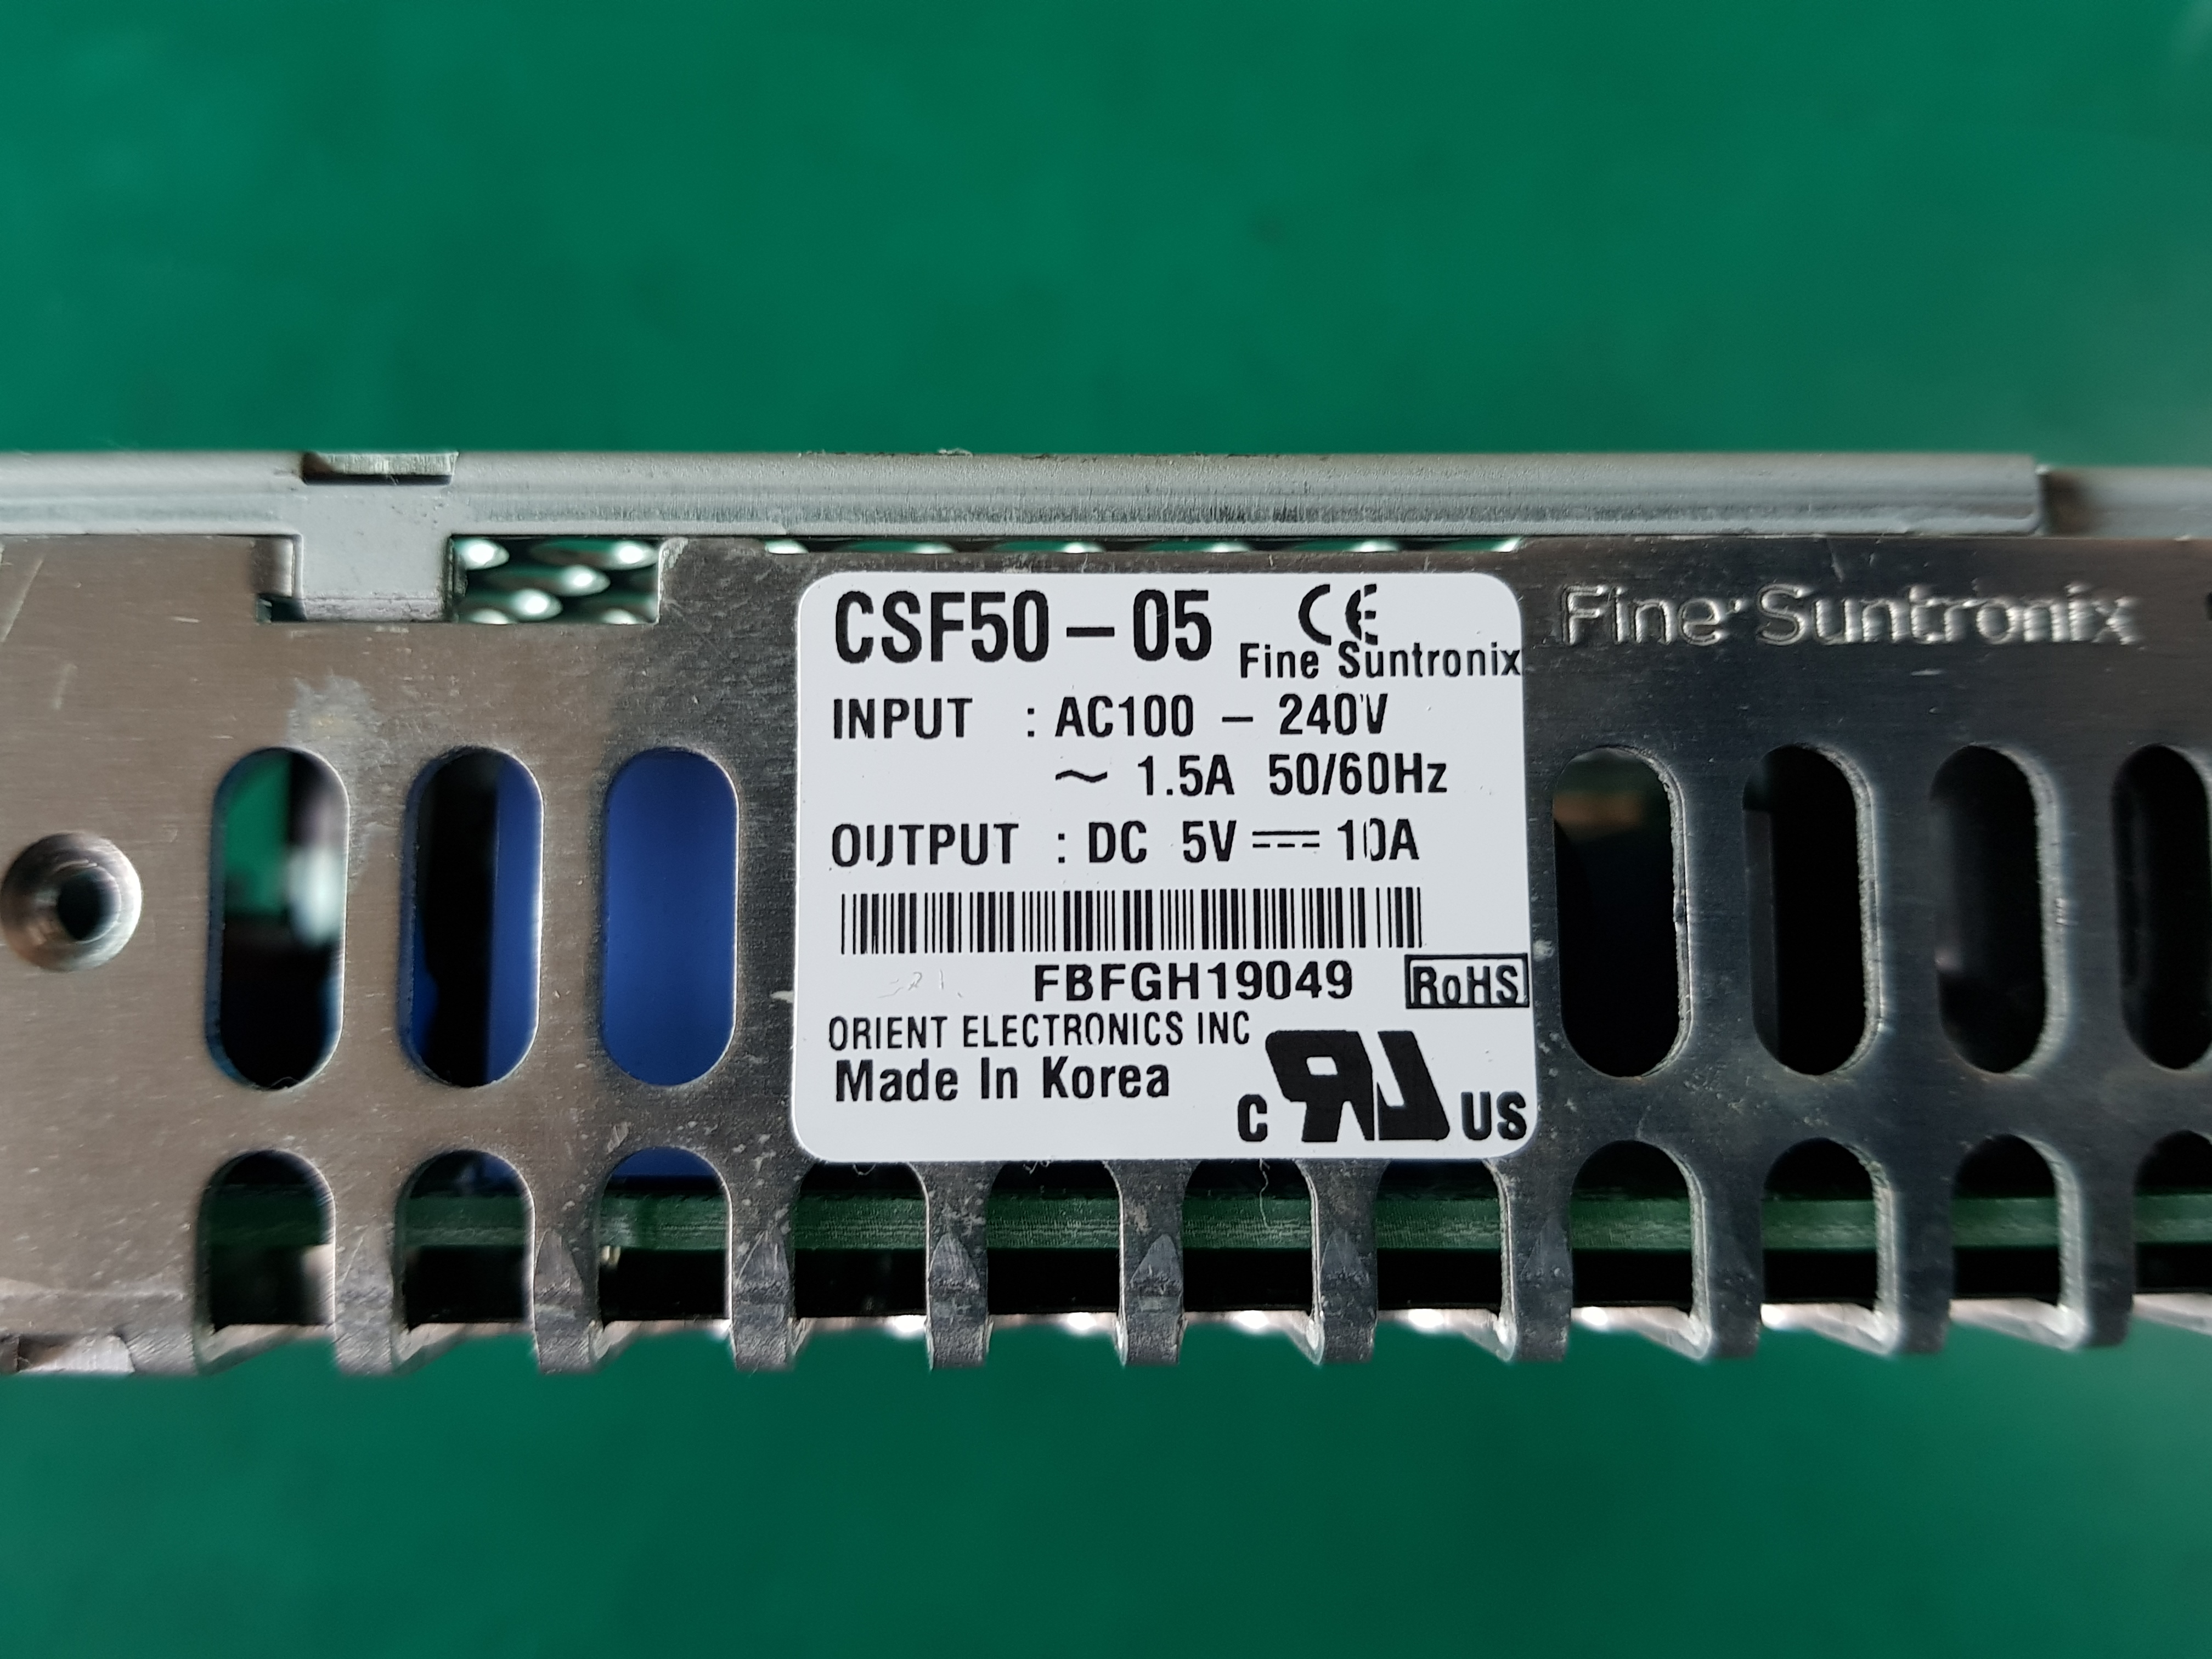 CSF50-05 CE
Fine Suntronix
Fine Suntronix
INPUT : AC100 - 240V
~ 1.5A 50/60Hz
OUTPUT : DC 5V ⎓ 10A
FBFGH19049
RoHS
ORIENT ELECTRONICS INC
Made In Korea
C RU US